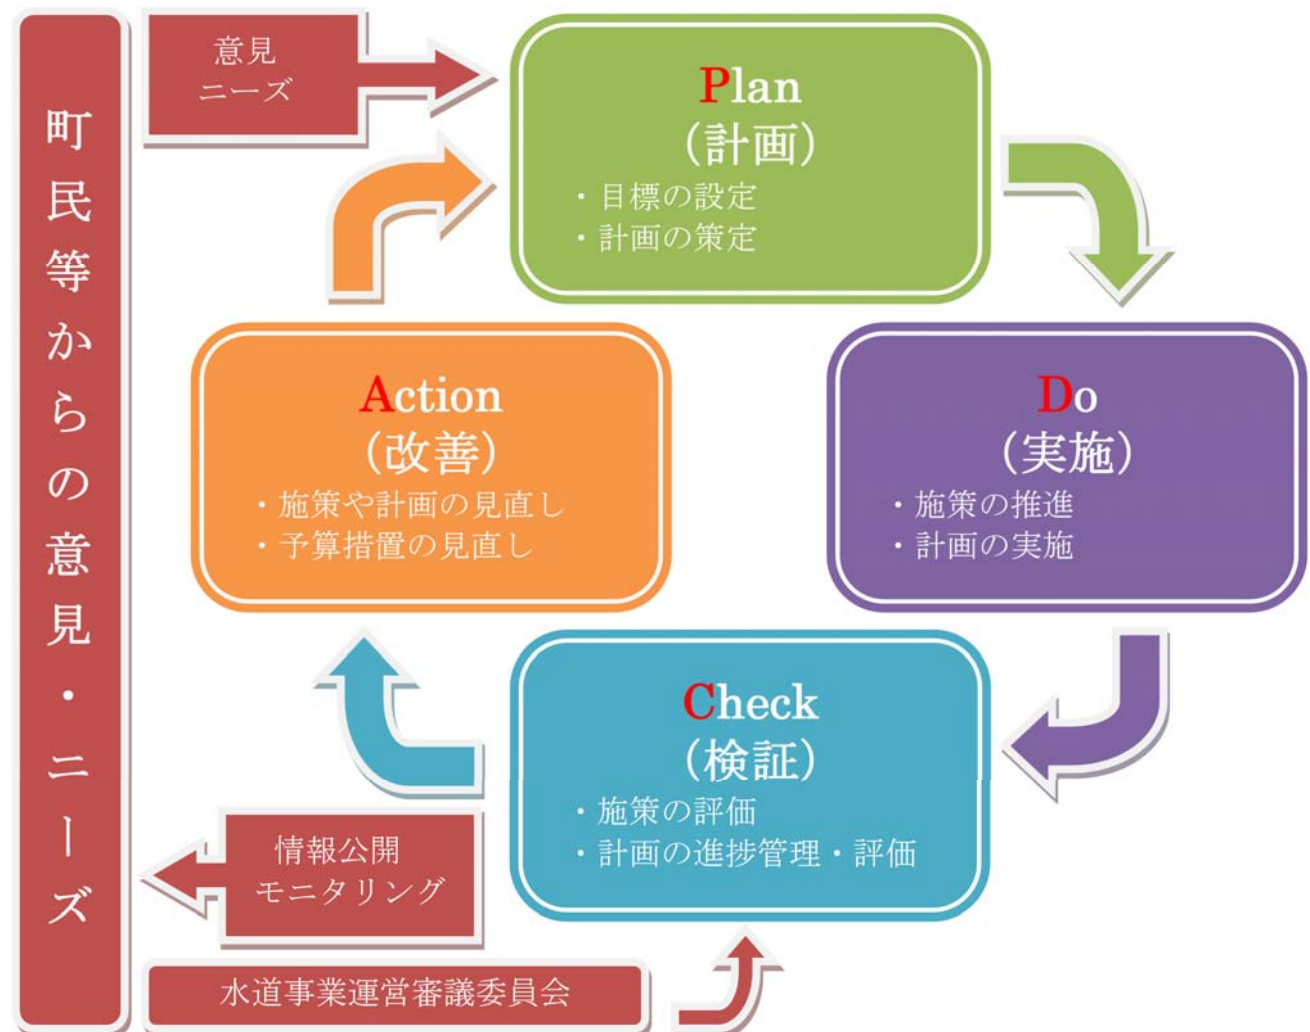 町民等からの意見・ニーズ
意見
ニーズ
Plan
（計画）
・目標の設定
・計画の策定
Do
（実施）
・施策の推進
・計画の実施
Check
（検証）
・施策の評価
・計画の進捗管理・評価
Action
（改善）
・施策や計画の見直し
・予算措置の見直し
情報公開
モニタリング
水道事業運営審議委員会